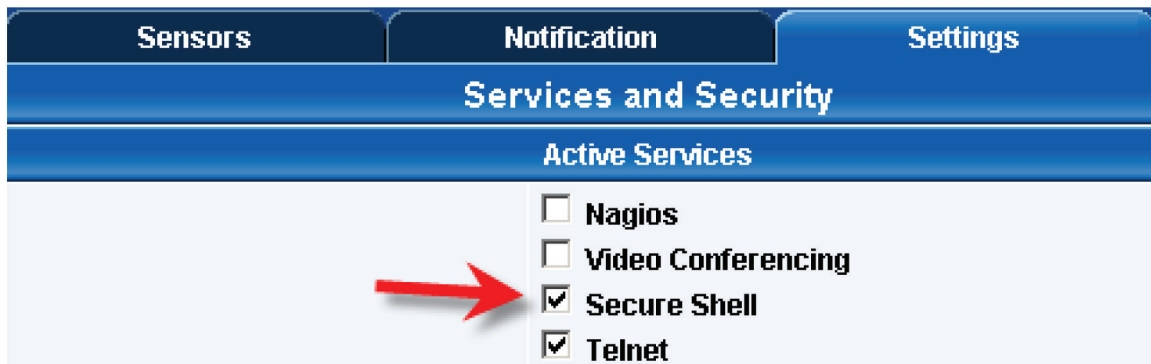 Sensors Notification Settings
Services and Security
Active Services
Nagios
Video Conferencing
Secure Shell
Telnet